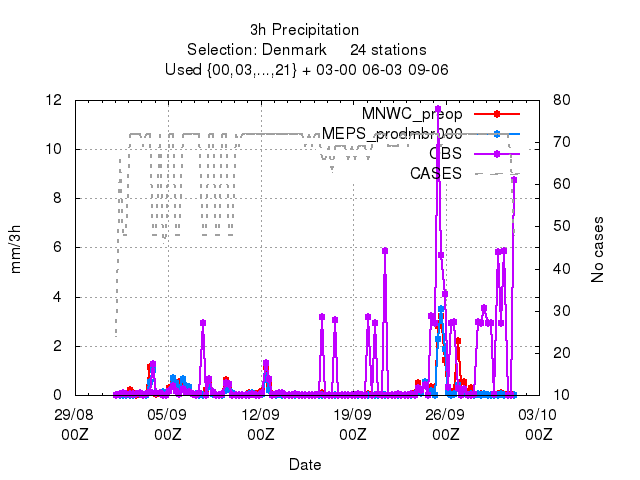 3h Precipitation
Selection: Denmark 24 stations
Used {00,03,...,21} + 03-00 06-03 09-06
12 80
MNWC_preop
10 70
MEPS_prodmbr000
OBS
8 60
CASES
6 50
40
4 30
2 20
0 10
mm/3h
No cases
29/08 05/09 12/09 19/09 26/09 03/10
00Z 00Z 00Z 00Z 00Z 00Z
Date